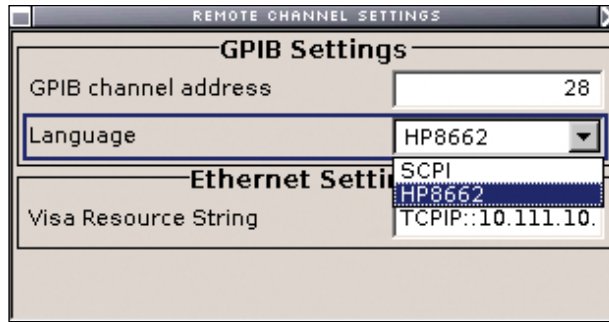 REMOTE CHANNEL SETTINGS
GPIB Settings
GPIB channel address 28
Language HP8662
SCPI
HP8662
Ethernet
Visa Resource String TCPIP::10.111.10.